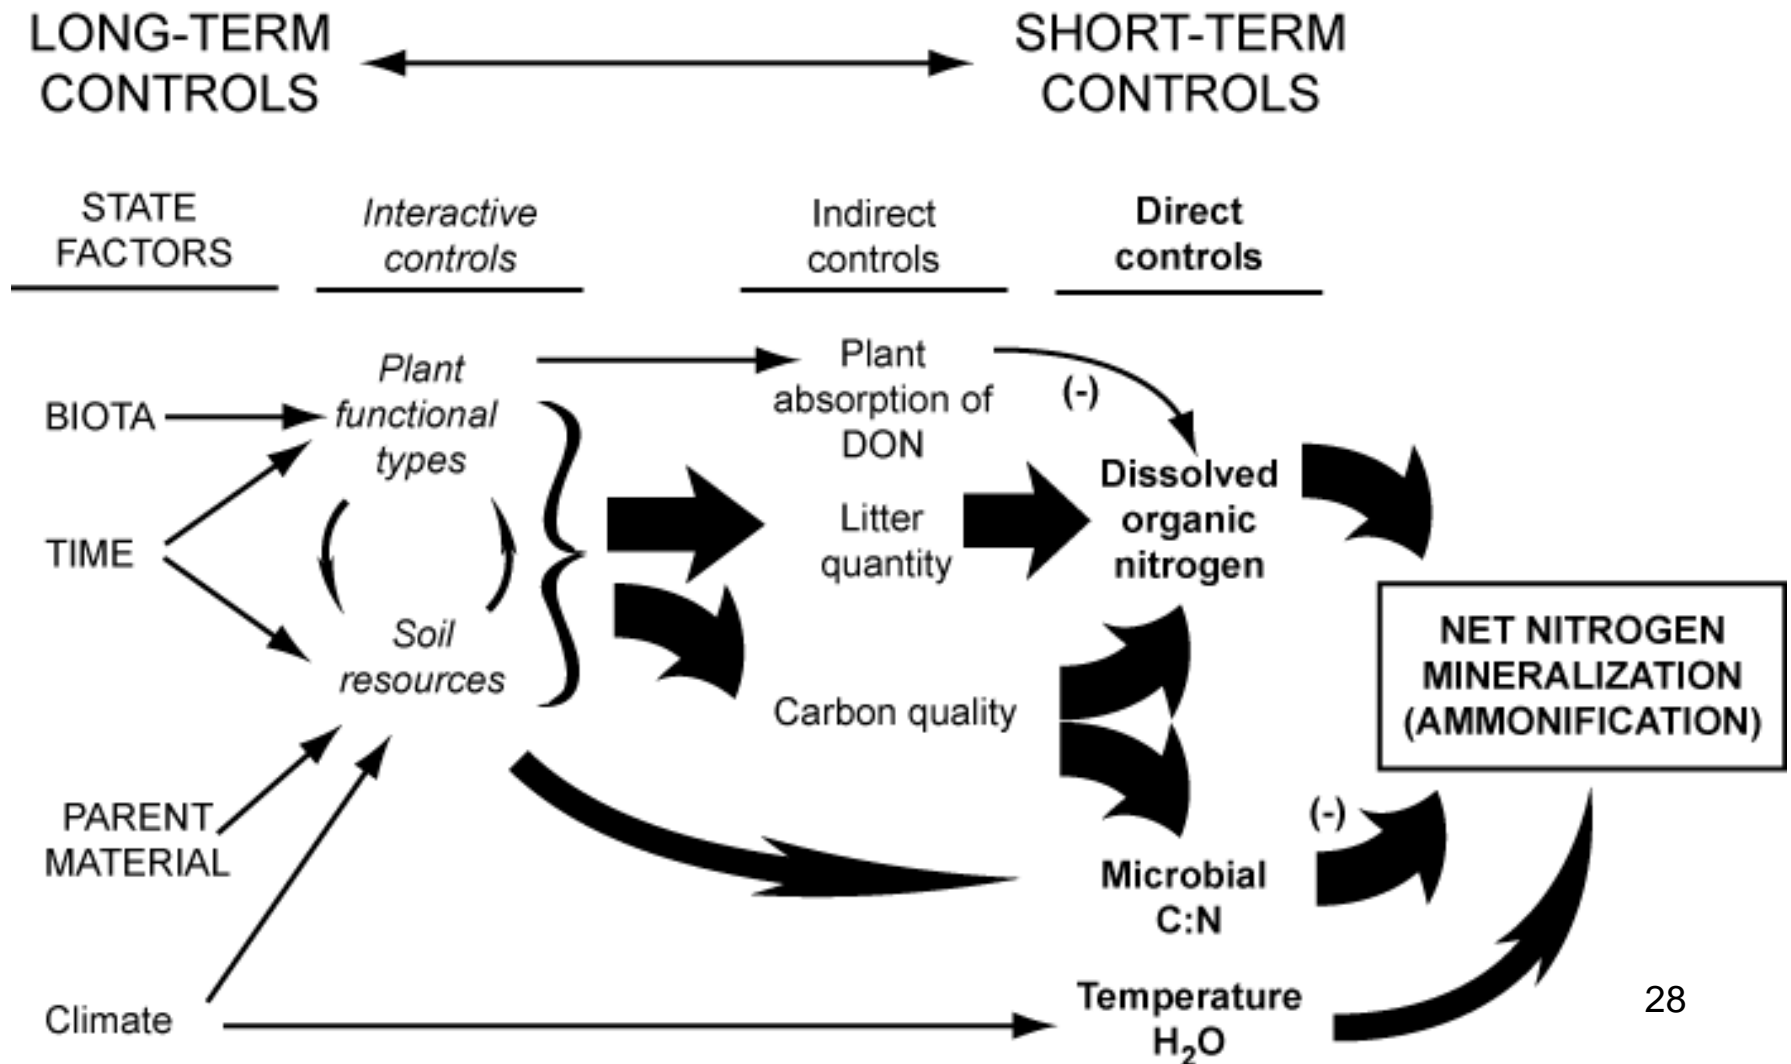 LONG-TERM
CONTROLS
SHORT-TERM
CONTROLS
STATE
FACTORS
Interactive
controls
Indirect
controls
Direct
controls
BIOTA
TIME
PARENT
MATERIAL
Climate
Plant
functional
types
Soil
resources
Plant
absorption of
DON
Litter
quantity
Carbon quality
(-)
Dissolved
organic
nitrogen
Microbial
C:N
Temperature
H₂O
(-)
NET NITROGEN
MINERALIZATION
(AMMONIFICATION)
28